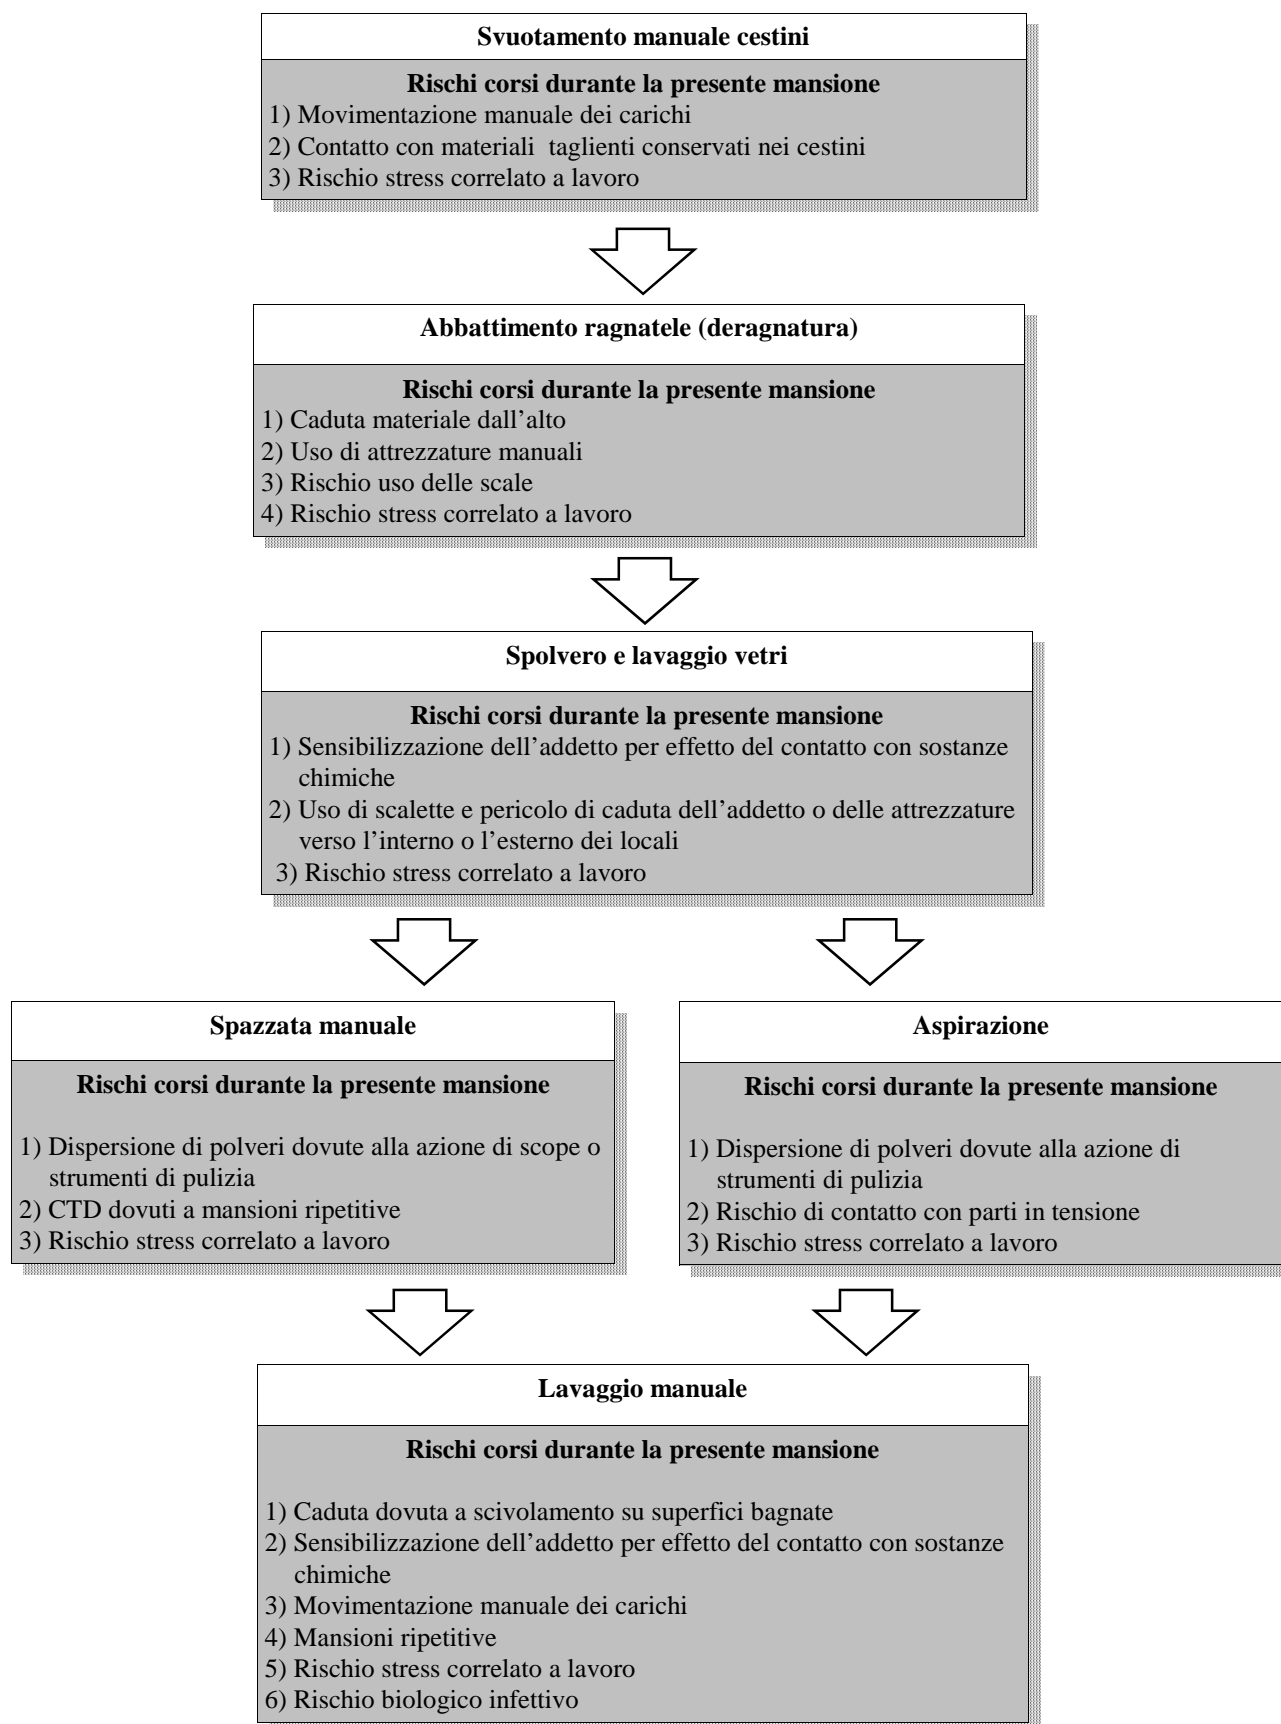 Svuotamento manuale cestini
Rischi corsi durante la presente mansione
1) Movimentazione manuale dei carichi
2) Contatto con materiali  taglienti conservati nei cestini
3) Rischio stress correlato a lavoro
Abbattimento ragnatele (deragnatura)
Rischi corsi durante la presente mansione
1) Caduta materiale dall’alto
2) Uso di attrezzature manuali
3) Rischio uso delle scale
4) Rischio stress correlato a lavoro
Spolvero e lavaggio vetri
Rischi corsi durante la presente mansione
1) Sensibilizzazione dell’addetto per effetto del contatto con sostanze
chimiche
2) Uso di scalette e pericolo di caduta dell’addetto o delle attrezzature
verso l’interno o l’esterno dei locali
3) Rischio stress correlato a lavoro
Spazzata manuale
Rischi corsi durante la presente mansione
1) Dispersione di polveri dovute alla azione di scope o
strumenti di pulizia
2) CTD dovuti a mansioni ripetitive
3) Rischio stress correlato a lavoro
Aspirazione
Rischi corsi durante la presente mansione
1) Dispersione di polveri dovute alla azione di
strumenti di pulizia
2) Rischio di contatto con parti in tensione
3) Rischio stress correlato a lavoro
Lavaggio manuale
Rischi corsi durante la presente mansione
1) Caduta dovuta a scivolamento su superfici bagnate
2) Sensibilizzazione dell’addetto per effetto del contatto con sostanze
chimiche
3) Movimentazione manuale dei carichi
4) Mansioni ripetitive
5) Rischio stress correlato a lavoro
6) Rischio biologico infettivo